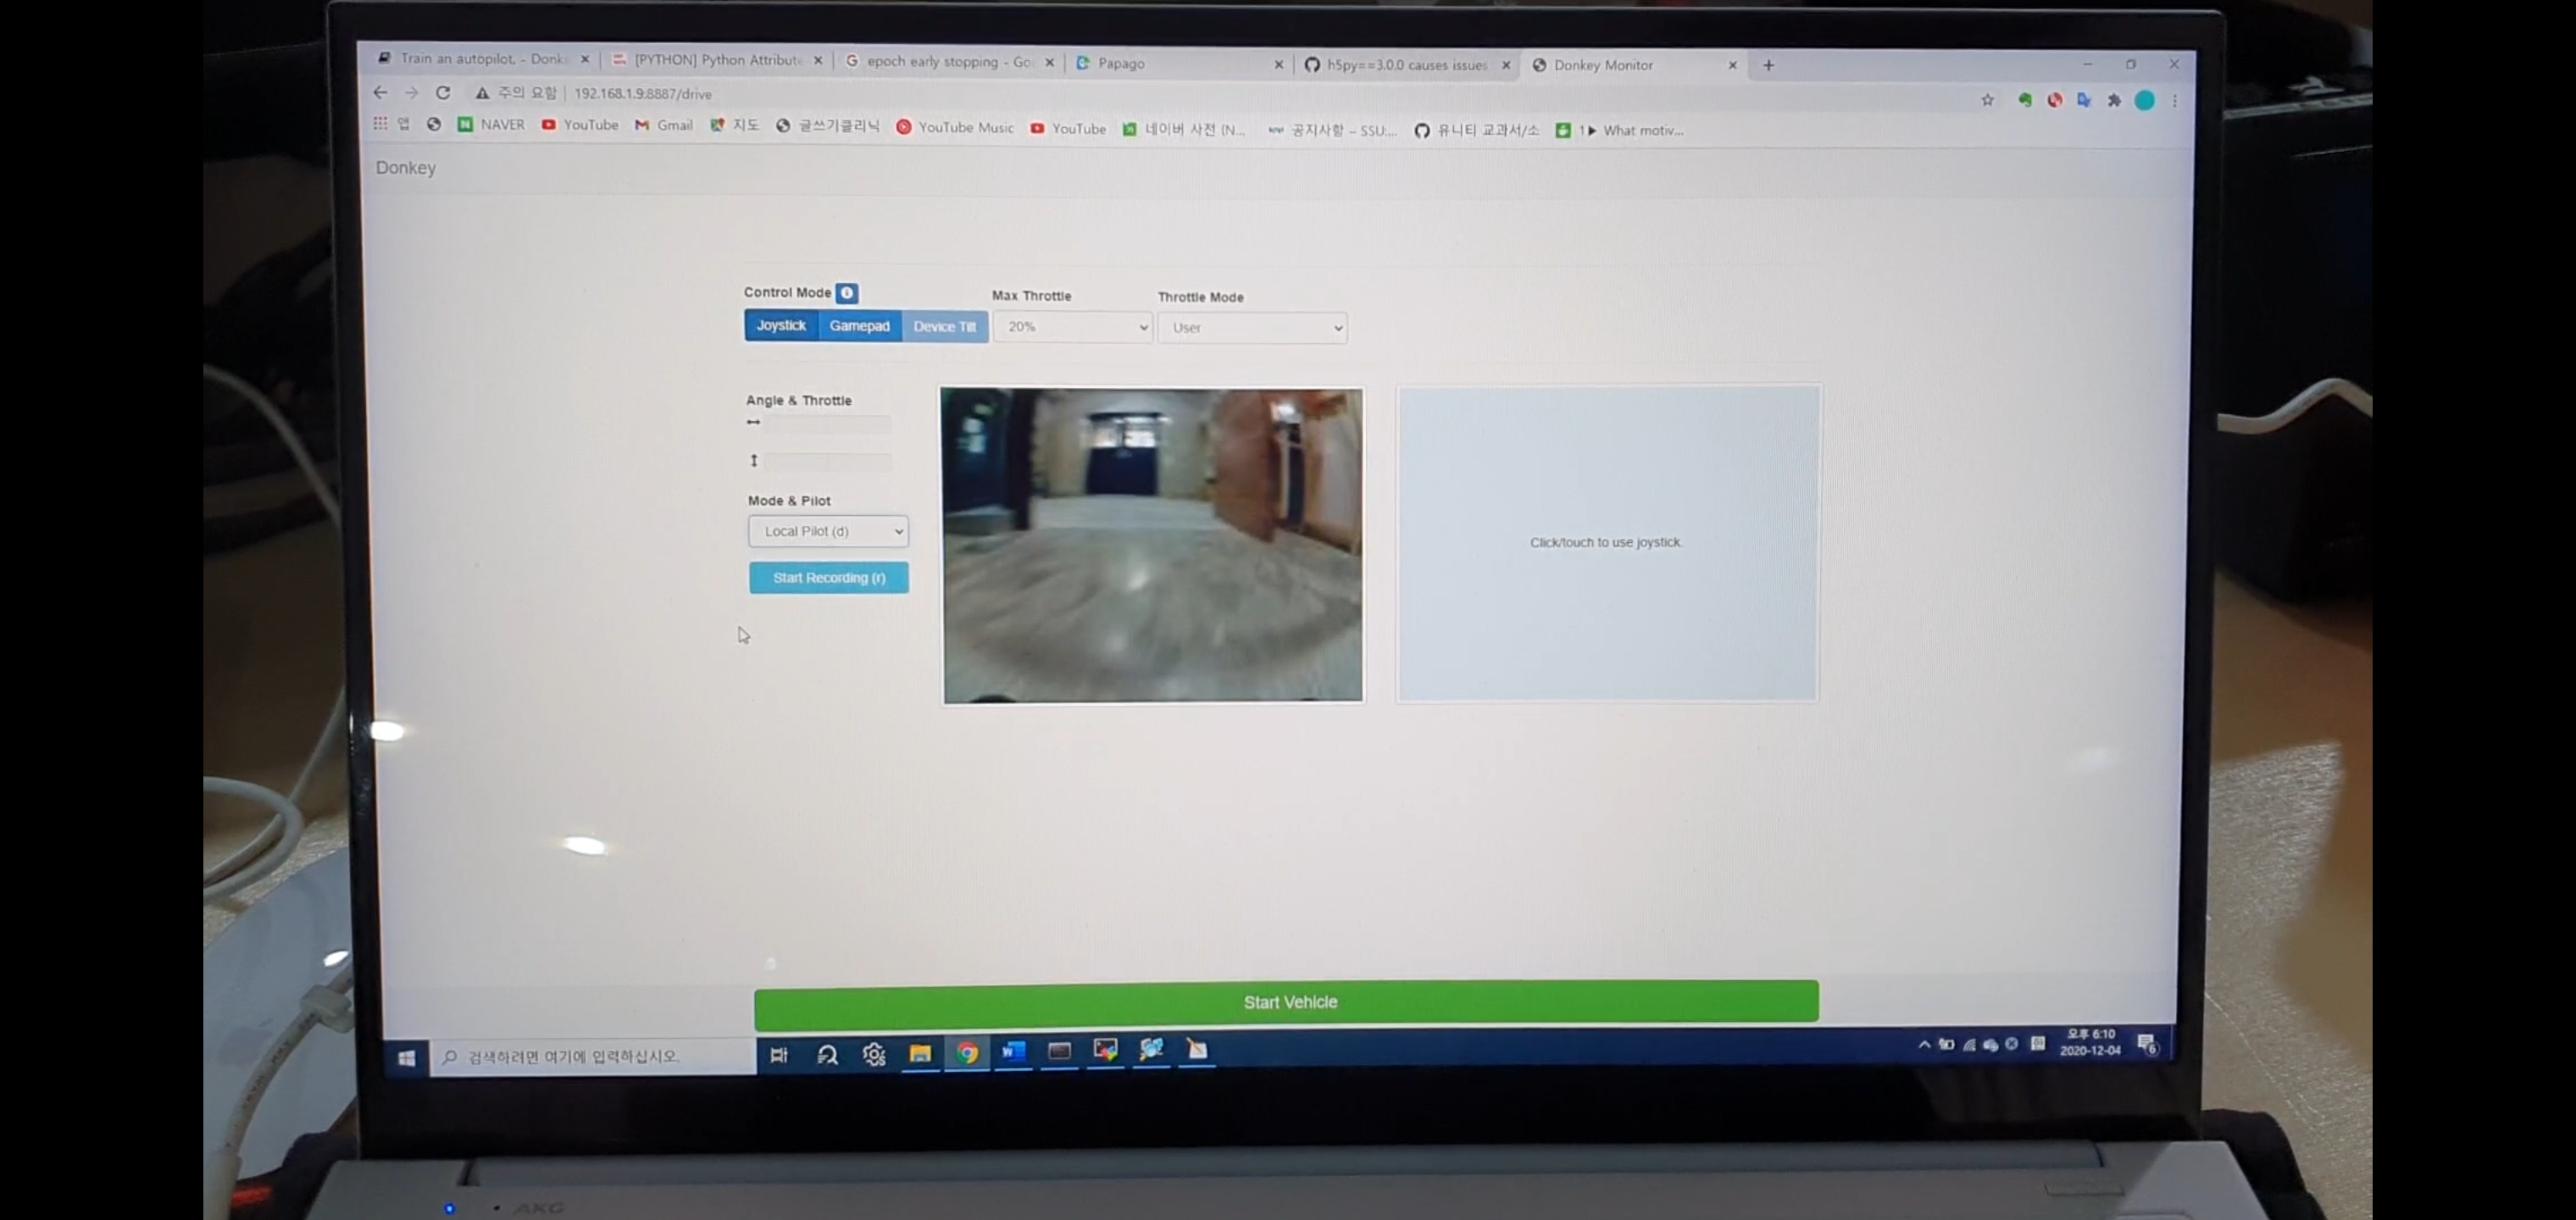 Train an autopilot. - Donk
[PYTHON] Python Attribute
epoch early stopping - Go
Papago
h5py==3.0.0 causes issues
Donkey Monitor
주의 요함 192.168.1.9:8887/drive
앱
NAVER
YouTube
Gmail
지도
글쓰기클리닉
YouTube Music
YouTube
네이버 사전 (N...
공지사항 – SSU:...
유니티 교과서/소
1▶ What motiv...
Donkey
Control Mode
Max Throttle
Throttle Mode
Joystick
Gamepad
Device Tilt
20%
User
Angle & Throttle
Mode & Pilot
Local Pilot (d)
Start Recording (r)
Click/touch to use joystick.
Start Vehicle
검색하려면 여기에 입력하십시오.
오후 6:10
2020-12-04
6
AKG